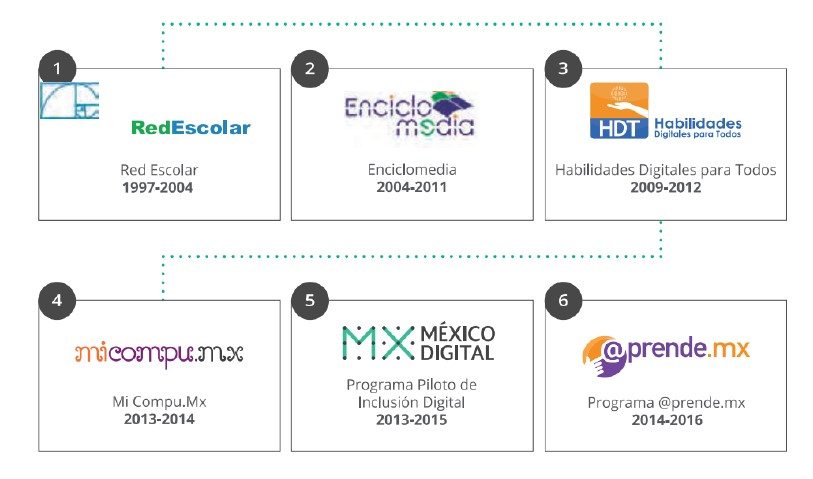 1
RedEscolar
Red Escolar
1997-2004
2
Enciclo
media
Enciclomedia
2004-2011
3
HDT
Habilidades
Digitales para Todos
Habilidades Digitales para Todos
2009-2012
4
micompu.mx
Mi Compu.Mx
2013-2014
5
MX MÉXICO
DIGITAL
Programa Piloto de
Inclusión Digital
2013-2015
6
@prende.mx
Programa @prende.mx
2014-2016